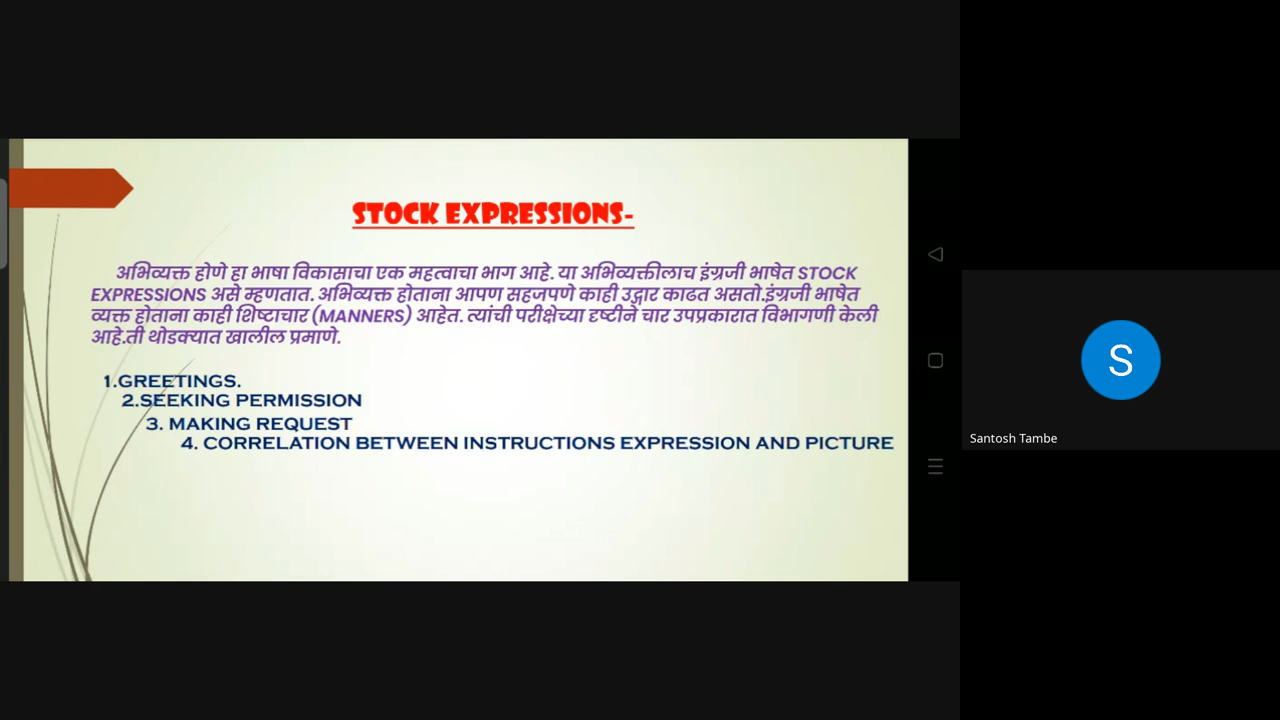 STOCK EXPRESSIONS-
अभिव्यक्त होणे हा भाषा विकासाचा एक महत्वाचा भाग आहे. या अभिव्यक्तीलाच इंग्रजी भाषेत STOCK
EXPRESSIONS असे म्हणतात. अभिव्यक्त होताना आपण सहजपणे काही उद्गार काढत असतो.इंग्रजी भाषेत
व्यक्त होताना काही शिष्टाचार (MANNERS) आहेत. त्यांची परीक्षेच्या दृष्टीने चार उपप्रकारात विभागणी केली
आहे.ती थोडक्यात खालील प्रमाणे.
1.GREETINGS.
2.SEEKING PERMISSION
3. MAKING REQUEST
4. CORRELATION BETWEEN INSTRUCTIONS EXPRESSION AND PICTURE
S
Santosh Tambe